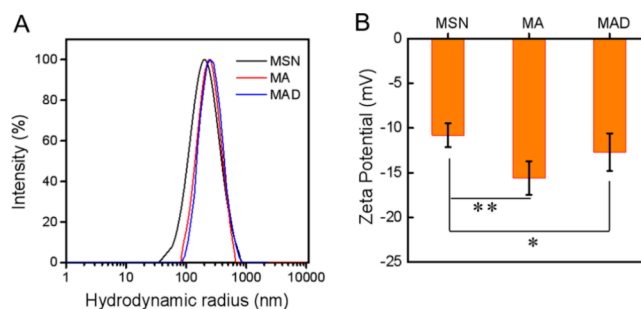 A
100
80
60
40
20
0
Intensity (%)
MSN
MA
MAD
1
10
100
1000
10000
Hydrodynamic radius (nm)
B
MSN MA MAD
0
-5
-10
-15
-20
-25
Zeta Potential (mV)
**
*